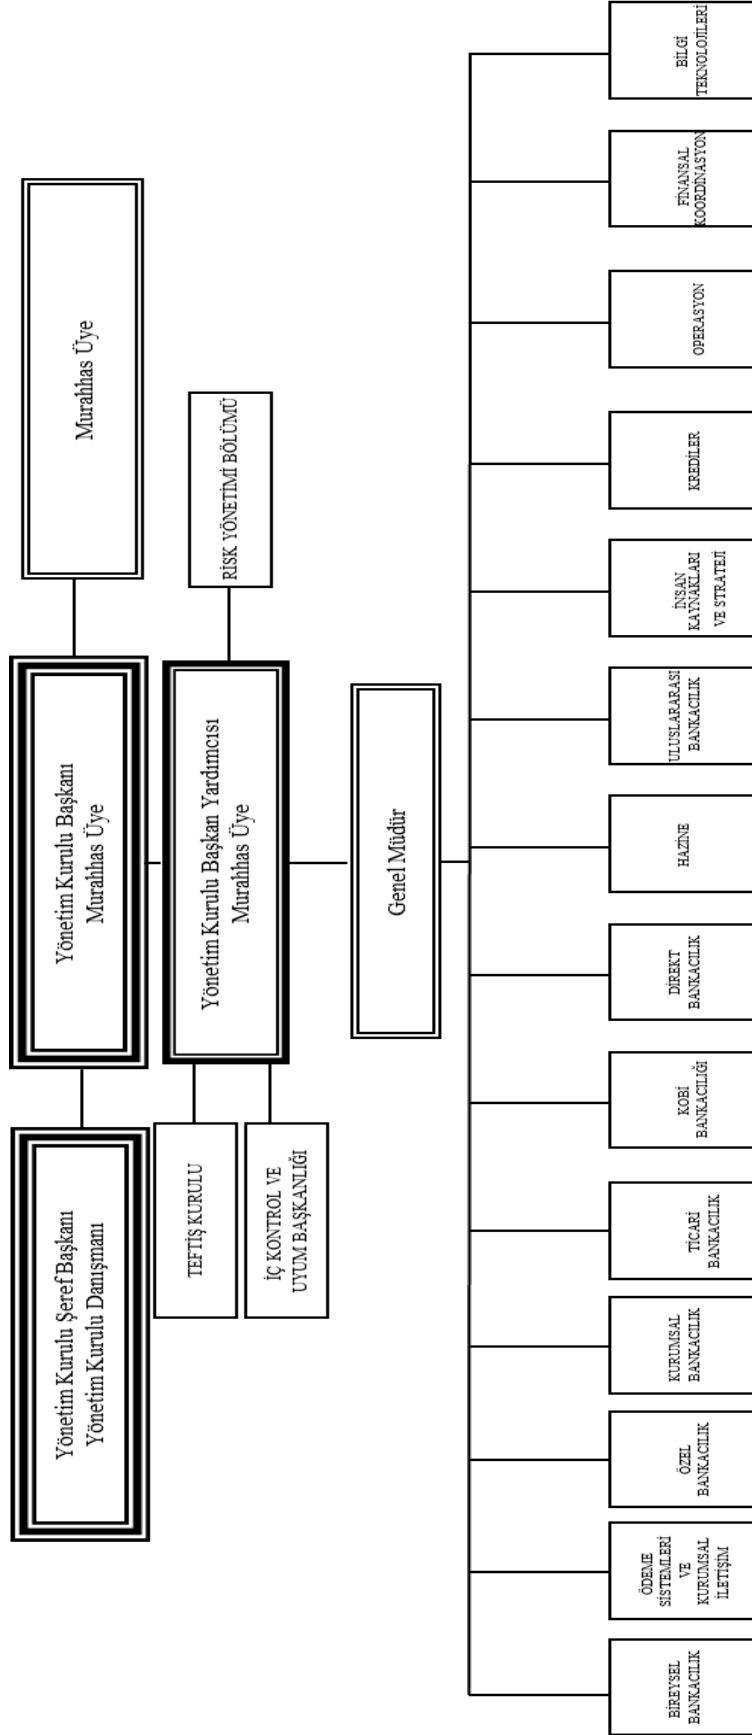 Yönetim Kurulu Şeref Başkanı
Yönetim Kurulu Danışmanı
Yönetim Kurulu Başkanı
Murahhas Üye
Murahhas Üye
TEFTİŞ KURULU
İÇ KONTROL VE
UYUM BAŞKANLIĞI
Yönetim Kurulu Başkan Yardımcısı
Murahhas Üye
RİSK YÖNETİMİ BÖLÜMÜ
Genel Müdür
BİREYSEL
BANKACILIK
ÖDEME
SİSTEMLERİ
VE
KURUMSAL
İLETİŞİM
ÖZEL
BANKACILIK
KURUMSAL
BANKACILIK
TİCARİ
BANKACILIK
KOBİ
BANKACILIĞI
DİREKT
BANKACILIK
HAZİNE
ULUSLARARASI
BANKACILIK
İNSAN
KAYNAKLARI
VE STRATEJİ
KREDİLER
OPERASYON
FİNANSAL
KOORDİNASYON
BİLGİ
TEKNOLOJİLERİ